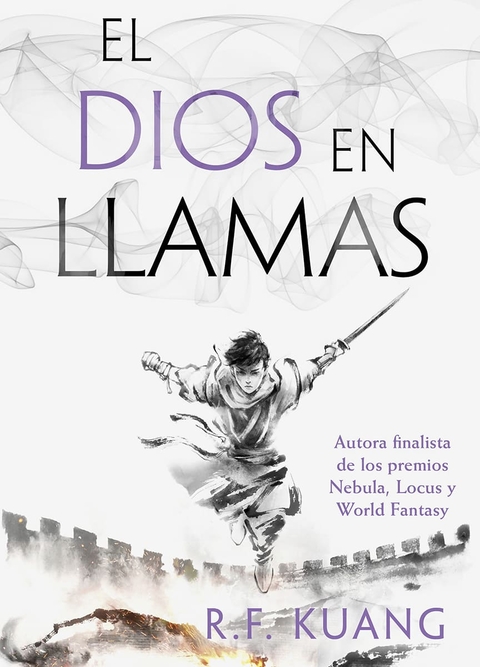 EL
DIOS EN
LLAMAS
Autora finalista
de los premios
Nebula, Locus y
World Fantasy
R.F. KUANG